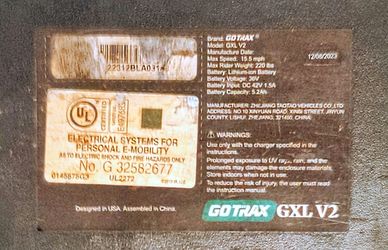 Brand: GOTRAX
Model: GXL V2
Manufacture Date: 12/06/2023
Max Speed: 15.5 mph
Max Rider Weight: 220 lbs
Battery: Lithium-ion Battery
Battery Voltage: 36V
Battery Input: DC 42V 1.5A
Battery Capacity: 5.2Ah
MANUFACTURER: ZHEJIANG TAOTAO VEHICLES CO., LTD
ADDRESS: NO 10 XINYUAN ROAD, XINBI STREET, JINYUN
COUNTY, LISHUI, ZHEJIANG, 321400, CHINA
WARNINGS:
Use only with the charger specified in the
instructions.
Prolonged exposure to UV rays, rain, and the
elements may damage the enclosure materials.
Store indoors when not in use.
To reduce the risk of injury, the user must read
the instruction manual.
UL
ELECTRICAL SYSTEMS FOR
PERSONAL E-MOBILITY
AS TO ELECTRIC SHOCK AND FIRE HAZARDS ONLY
No. G 32582677
UL2272
Designed in USA. Assembled in China.
GOTRAX GXL V2